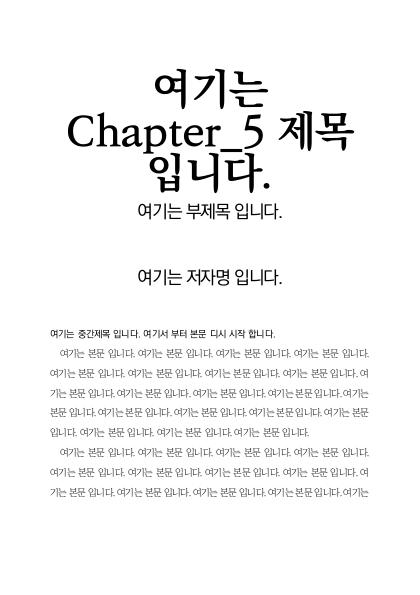 여기는
Chapter_5 제목
입니다.
여기는 부제목 입니다.
여기는 저자명 입니다.
여기는 중간제목 입니다. 여기서 부터 본문 디시 시작 합니다.
여기는 본문 입니다. 여기는 본문 입니다. 여기는 본문 입니다. 여기는 본문 입니다.
여기는 본문 입니다. 여기는 본문 입니다. 여기는 본문 입니다. 여기는 본문 입니다. 여
기는 본문 입니다. 여기는 본문 입니다. 여기는 본문 입니다. 여기는 본문 입니다. 여기는
본문 입니다. 여기는 본문 입니다. 여기는 본문 입니다. 여기는 본문 입니다. 여기는 본문
입니다. 여기는 본문 입니다. 여기는 본문 입니다. 여기는 본문 입니다.
여기는 본문 입니다. 여기는 본문 입니다. 여기는 본문 입니다. 여기는 본문 입니다.
여기는 본문 입니다. 여기는 본문 입니다. 여기는 본문 입니다. 여기는 본문 입니다. 여
기는 본문 입니다. 여기는 본문 입니다. 여기는 본문 입니다. 여기는 본문 입니다. 여기는